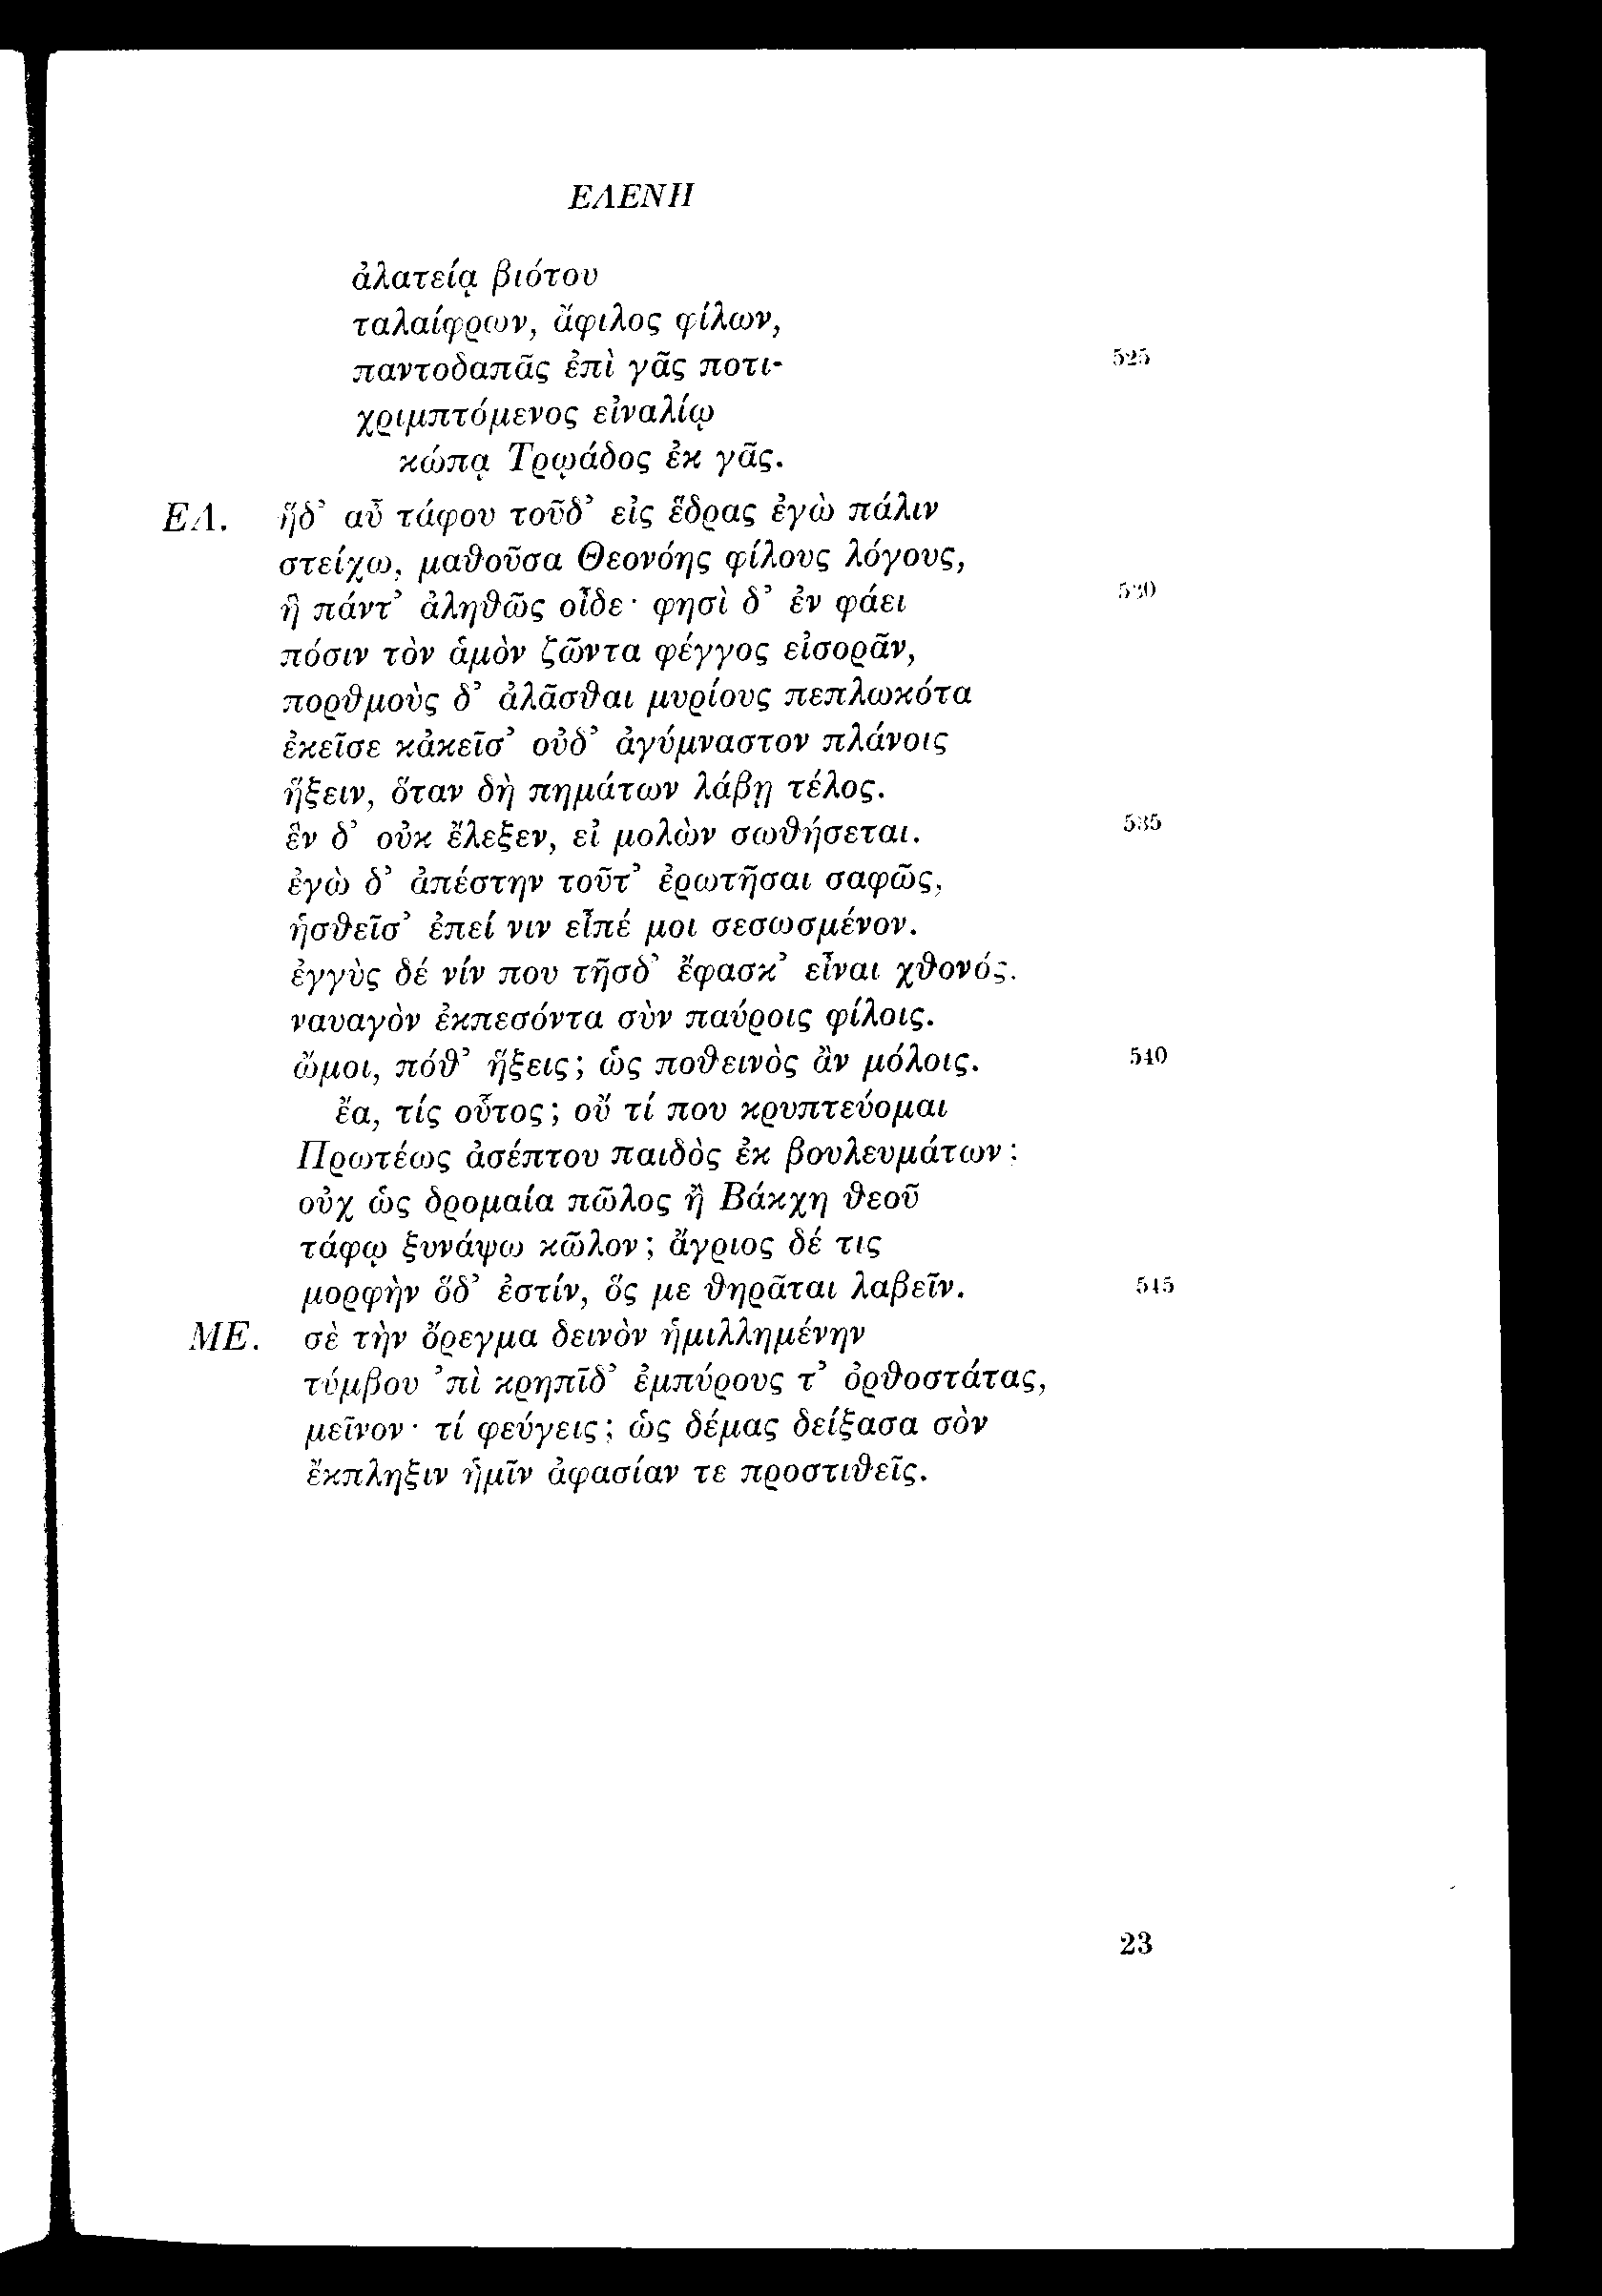 ΕΛΕΝΗ
ἀλατείᾳ βιότου
ταλαίφρων, ἄφιλος φίλων,
παντοδαπᾶς ἐπὶ γᾶς ποτι- 525
χριμπτόμενος εἰναλίῳ
κώπᾳ Τρῳάδος ἐκ γᾶς.
ΕΛ. ἥδ’ αὖ τάφου τοῦδ’ εἰς ἕδρας ἐγὼ πάλιν
στείχω, μαθοῦσα Θεονόης φίλους λόγους,
ἣ πάντ’ ἀληθῶς οἶδε· φησὶ δ’ ἐν φάει 530
πόσιν τὸν ἁμὸν ζῶντα φέγγος εἰσορᾶν,
πορθμοὺς δ’ ἀλᾶσθαι μυρίους πεπλωκότα
ἐκεῖσε κἀκεῖσ’ οὐδ’ ἀγύμναστον πλάνοις
ἥξειν, ὅταν δὴ πημάτων λάβῃ τέλος.
ἓν δ’ οὐκ ἔλεξεν, εἰ μολὼν σωθήσεται. 535
ἐγὼ δ’ ἀπέστην τοῦτ’ ἐρωτῆσαι σαφῶς,
ἡσθεῖσ’ ἐπεί νιν εἶπέ μοι σεσωσμένον.
ἐγγὺς δέ νίν που τῆσδ’ ἔφασκ’ εἶναι χθονός.
ναυαγὸν ἐκπεσόντα σὺν παύροις φίλοις.
ὤμοι, πόθ’ ἥξεις; ὡς ποθεινὸς ἂν μόλοις. 540
ἔα, τίς οὗτος; οὔ τί που κρυπτεύομαι
Πρωτέως ἀσέπτου παιδὸς ἐκ βουλευμάτων;
οὐχ ὡς δρομαία πῶλος ἢ Βάκχη θεοῦ
τάφῳ ξυνάψω κῶλον; ἄγριος δέ τις
μορφὴν ὅδ’ ἐστίν, ὅς με θηρᾶται λαβεῖν. 545
ΜΕ. σὲ τὴν ὄρεγμα δεινὸν ἡμιλλημένην
τύμβου ’πὶ κρηπῖδ’ ἐμπύρους τ’ ὀρθοστάτας,
μεῖνον· τί φεύγεις; ὡς δέμας δείξασα σὸν
ἔκπληξιν ἡμῖν ἀφασίαν τε προστιθεῖς.
23